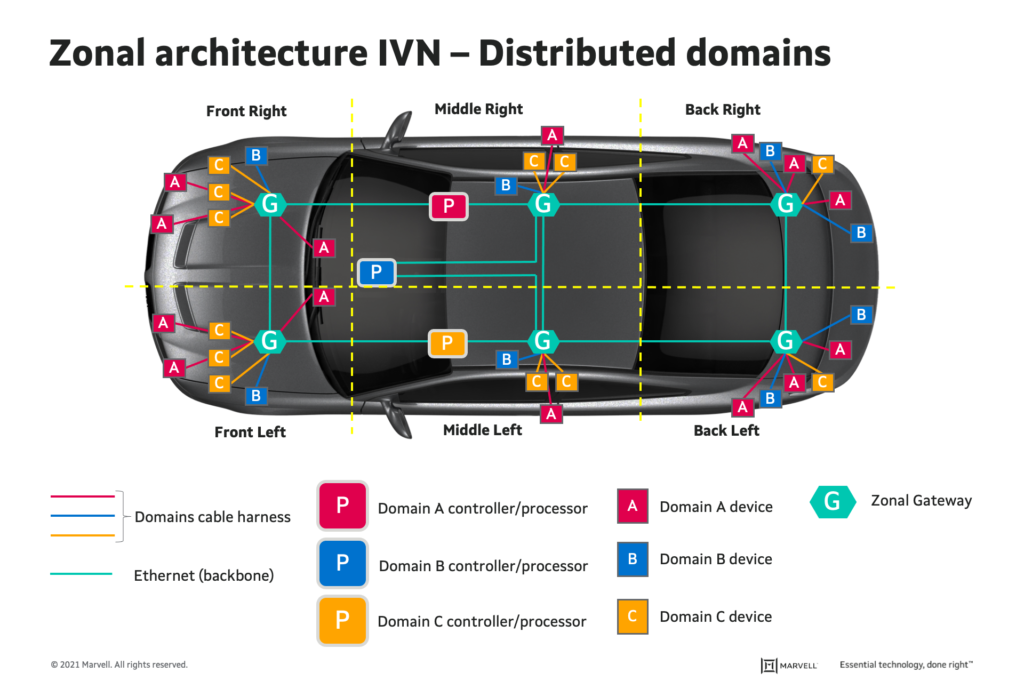 Zonal architecture IVN – Distributed domains
Front Right
Middle Right
Back Right
A
A
B
A
B
C
C
C
A
C
A
C
B
A
G
P
G
G
A
C
A
B
A
P
A
B
A
C
G
P
G
G
A
C
B
A
C
C
C
A
C
A
B
B
A
A
Front Left
Middle Left
Back Left
P
Domain A controller/processor
A
Domain A device
G
Zonal Gateway
Domains cable harness
P
Domain B controller/processor
B
Domain B device
Ethernet (backbone)
P
Domain C controller/processor
C
Domain C device
© 2021 Marvell. All rights reserved.
MARVELL
Essential technology, done right™